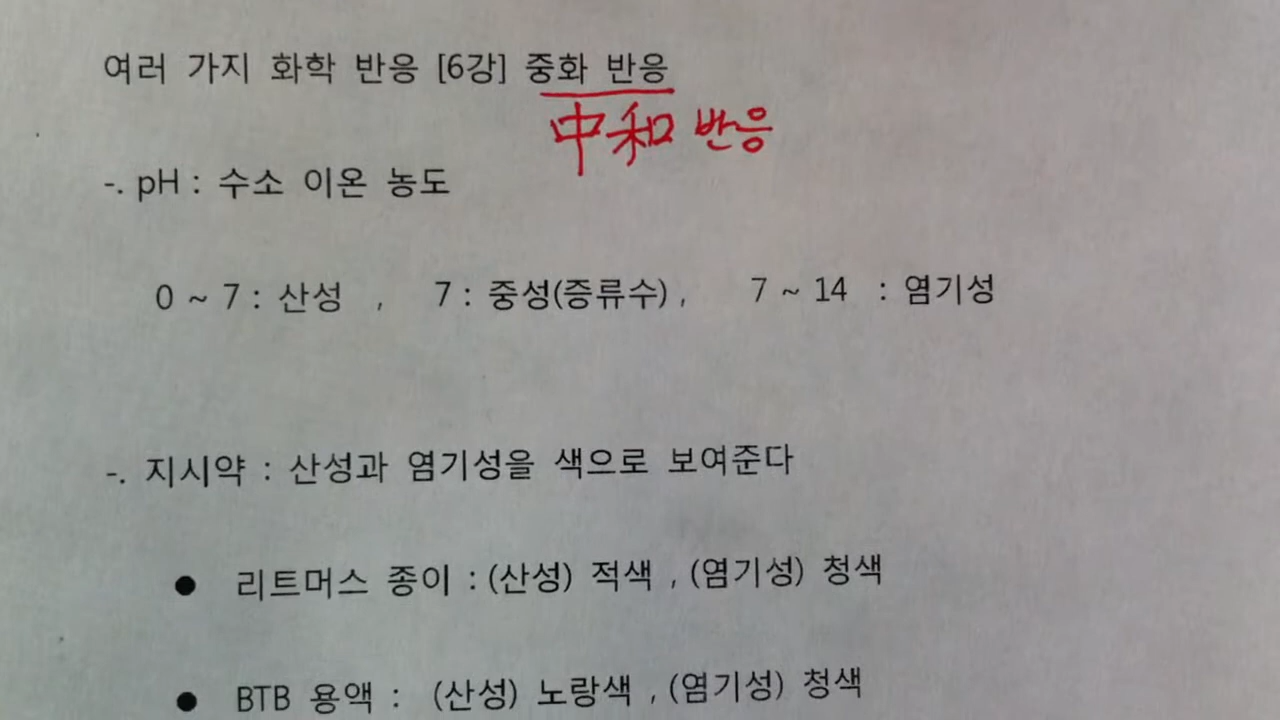 여러 가지 화학 반응 [6강] 중화 반응
中和 반응
-. pH : 수소 이온 농도
0 ~ 7 : 산성 , 7 : 중성(증류수) , 7 ~ 14 : 염기성
-. 지시약 : 산성과 염기성을 색으로 보여준다
● 리트머스 종이 : (산성) 적색 , (염기성) 청색
● BTB 용액 : (산성) 노랑색 , (염기성) 청색